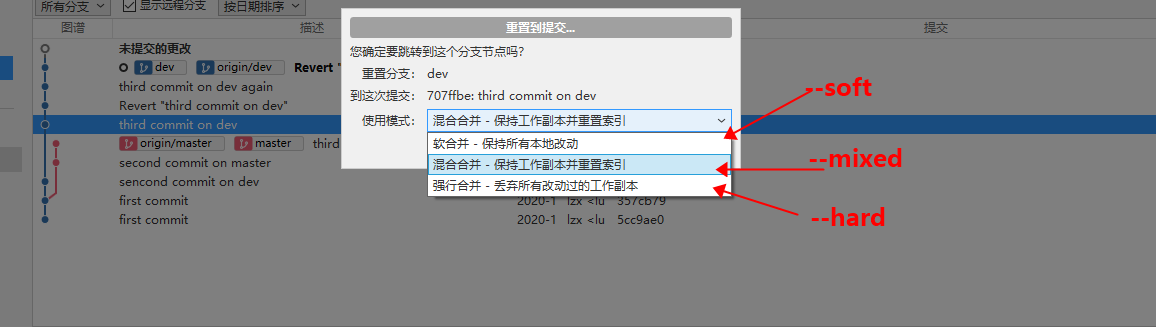 所有分支 显示远程分支 按日期排序
图谱 描述 提交
未提交的更改
dev origin/dev Revert "
third commit on dev again
Revert "third commit on dev"
third commit on dev
origin/master master third
second commit on master
sencond commit on dev
first commit 2020-1 lzx <lu 357cb79
first commit 2020-1 lzx <lu 5cc9ae0
重置到提交...
您确定要跳转到这个分支节点吗?
重置分支: dev
到这次提交: 707ffbe: third commit on dev
使用模式: 混合合并 - 保持工作副本并重置索引
软合并 - 保持所有本地改动
混合合并 - 保持工作副本并重置索引
强行合并 - 丢弃所有改动过的工作副本
--soft
--mixed
--hard